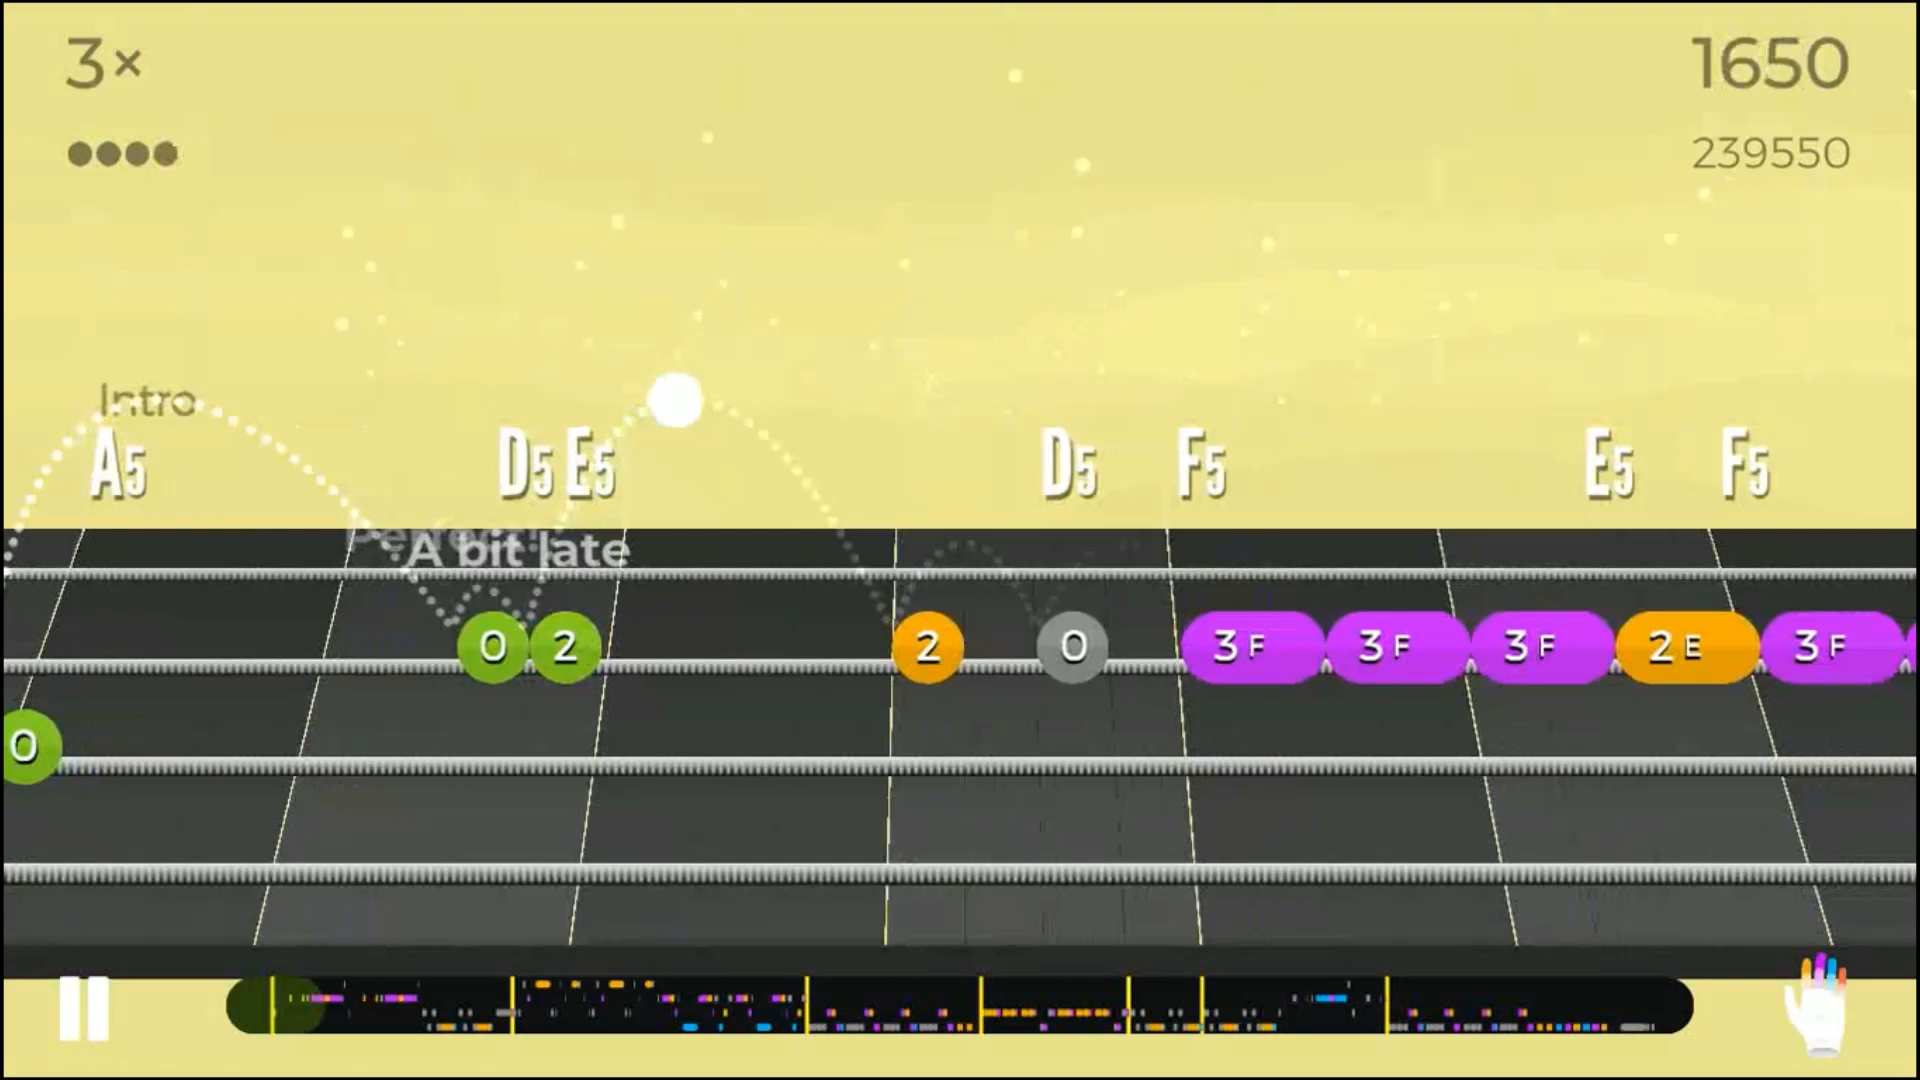 3×
1650
239550
Intro
A5 D5 E5 D5 F5 E5 F5
Perfect!
A bit late
0 2 2 0 3 F 3 F 3 F 2 E 3 F
0